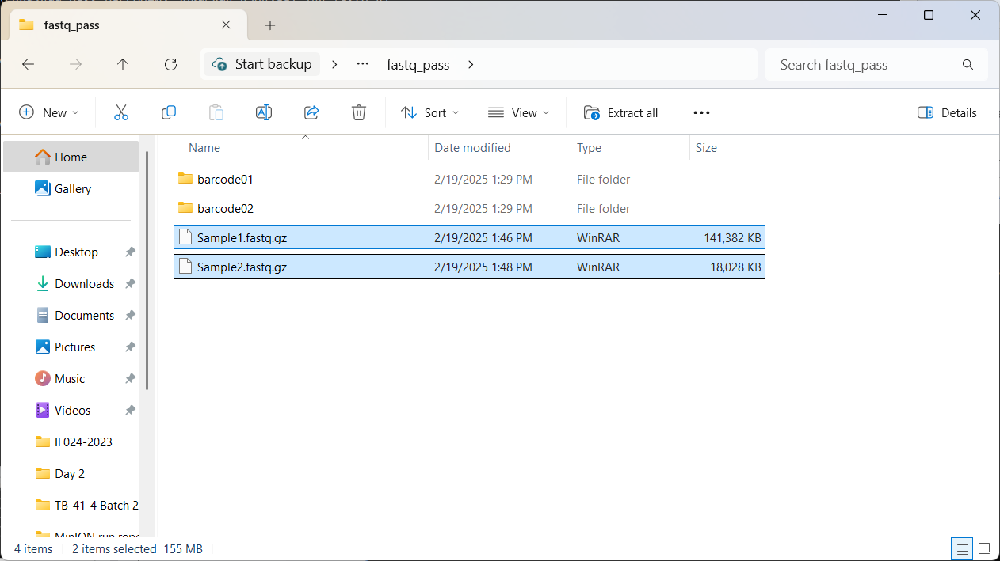 fastq_pass
Start backup > ... fastq_pass > Search fastq_pass
New Sort View Extract all ... Details
Name Date modified Type Size
Home
Gallery
Desktop
Downloads
Documents
Pictures
Music
Videos
IF024-2023
Day 2
TB-41-4 Batch 2
MinION run repo
barcode01 2/19/2025 1:29 PM File folder
barcode02 2/19/2025 1:29 PM File folder
Sample1.fastq.gz 2/19/2025 1:46 PM WinRAR 141,382 KB
Sample2.fastq.gz 2/19/2025 1:48 PM WinRAR 18,028 KB
4 items 2 items selected 155 MB